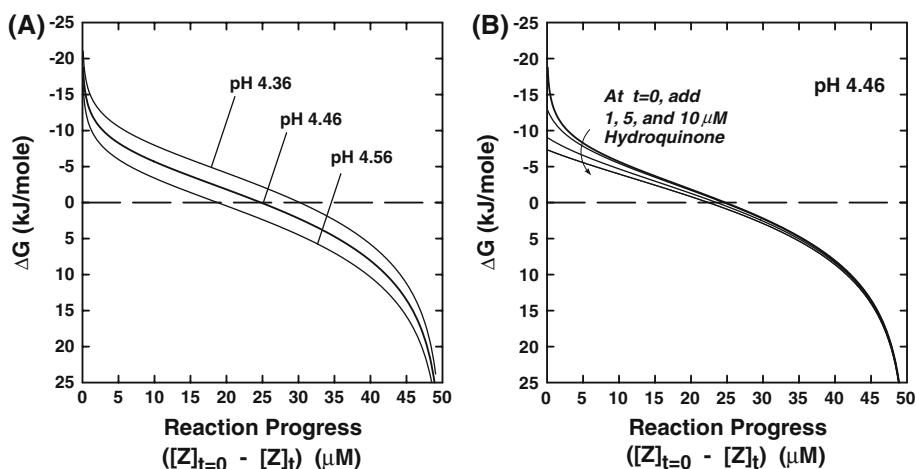 (A)
-25
-20
-15
-10
-5
0
5
10
15
20
25
ΔG (kJ/mole)
pH 4.36
pH 4.46
pH 4.56
0 5 10 15 20 25 30 35 40 45 50
Reaction Progress
([Z]t=0 - [Z]t) (μM)
(B)
-25
-20
-15
-10
-5
0
5
10
15
20
25
ΔG (kJ/mole)
pH 4.46
At t=0, add
1, 5, and 10 μM
Hydroquinone
0 5 10 15 20 25 30 35 40 45 50
Reaction Progress
([Z]t=0 - [Z]t) (μM)